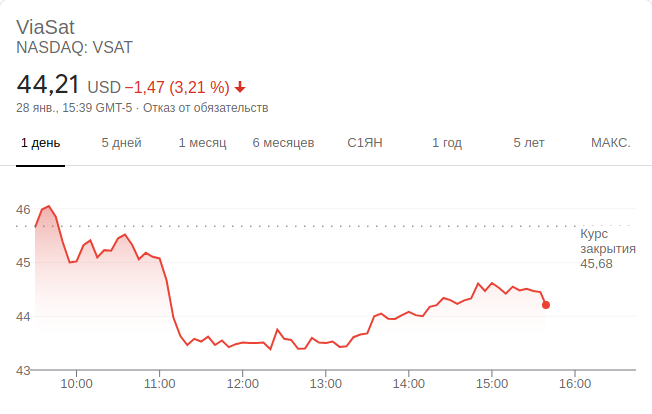 ViaSat
NASDAQ: VSAT
44,21 USD −1,47 (3,21 %)
28 янв., 15:39 GMT-5 · Отказ от обязательств
1 день 5 дней 1 месяц 6 месяцев С1ЯН 1 год 5 лет МАКС.
46
Курс
закрытия
45,68
45
44
43
10:00 11:00 12:00 13:00 14:00 15:00 16:00